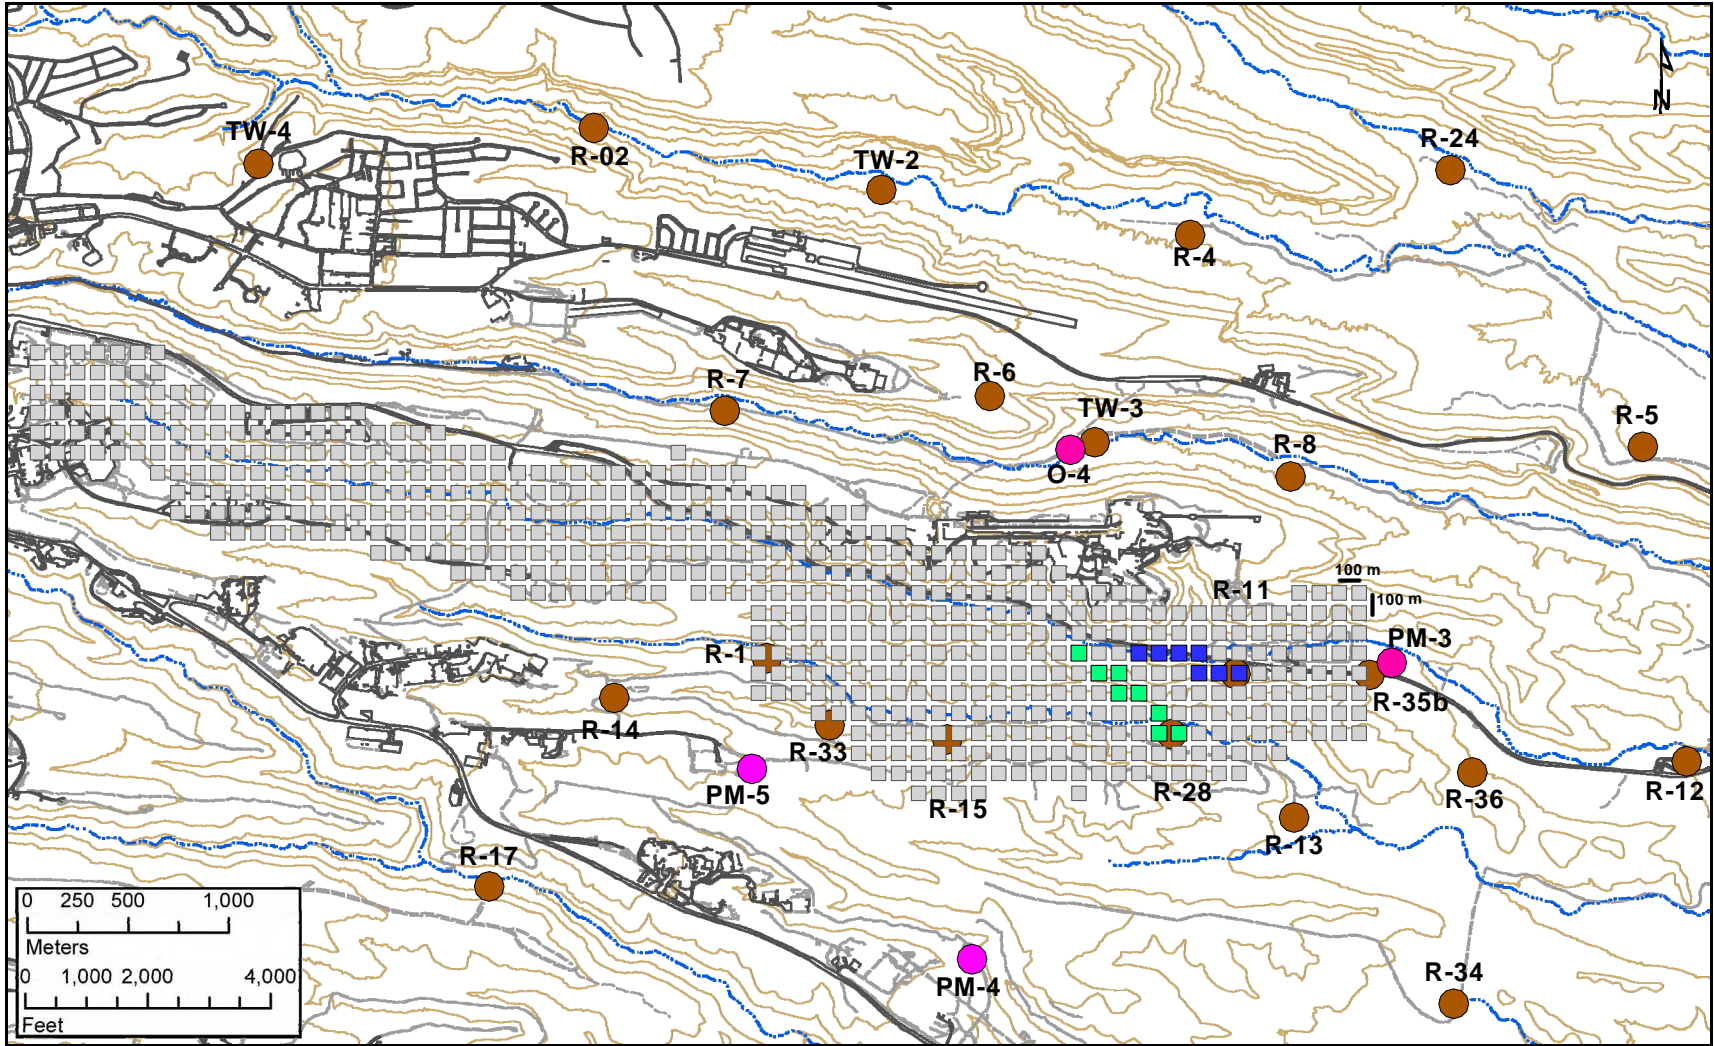 N
TW-4
R-02
TW-2
R-24
R-4
R-7
R-6
TW-3
O-4
R-8
R-5
100 m
100 m
R-11
R-1
PM-3
R-35b
R-14
R-33
PM-5
R-15
R-28
R-36
R-12
R-13
R-17
PM-4
R-34
0 250 500 1,000
Meters
0 1,000 2,000 4,000
Feet